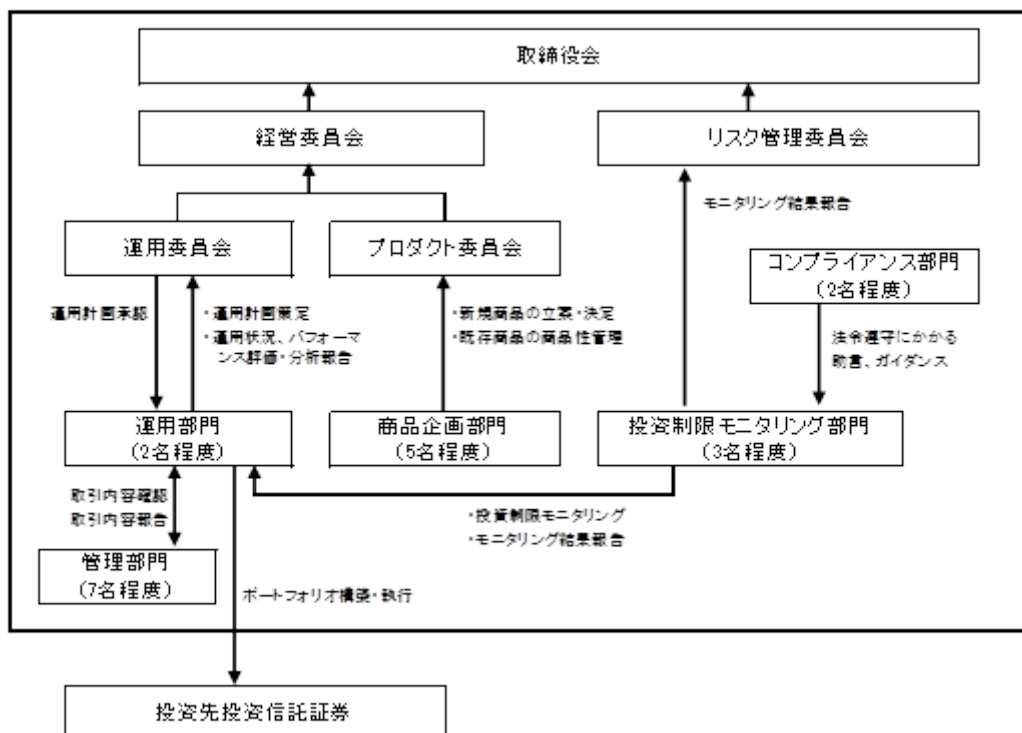 取締役会
経営委員会
リスク管理委員会
モニタリング結果報告
運用委員会
プロダクト委員会
コンプライアンス部門
(2名程度)
運用計画承認
・運用計画策定
・運用状況、パフォーマ
ンス評価・分析報告
・新規商品の立案・決定
・既存商品の商品性管理
法令遵守にかかる
助言、ガイダンス
運用部門
(2名程度)
商品企画部門
(5名程度)
投資制限モニタリング部門
(3名程度)
取引内容確認
取引内容報告
・投資制限モニタリング
・モニタリング結果報告
管理部門
(7名程度)
ポートフォリオ構築・執行
投資先投資信託証券